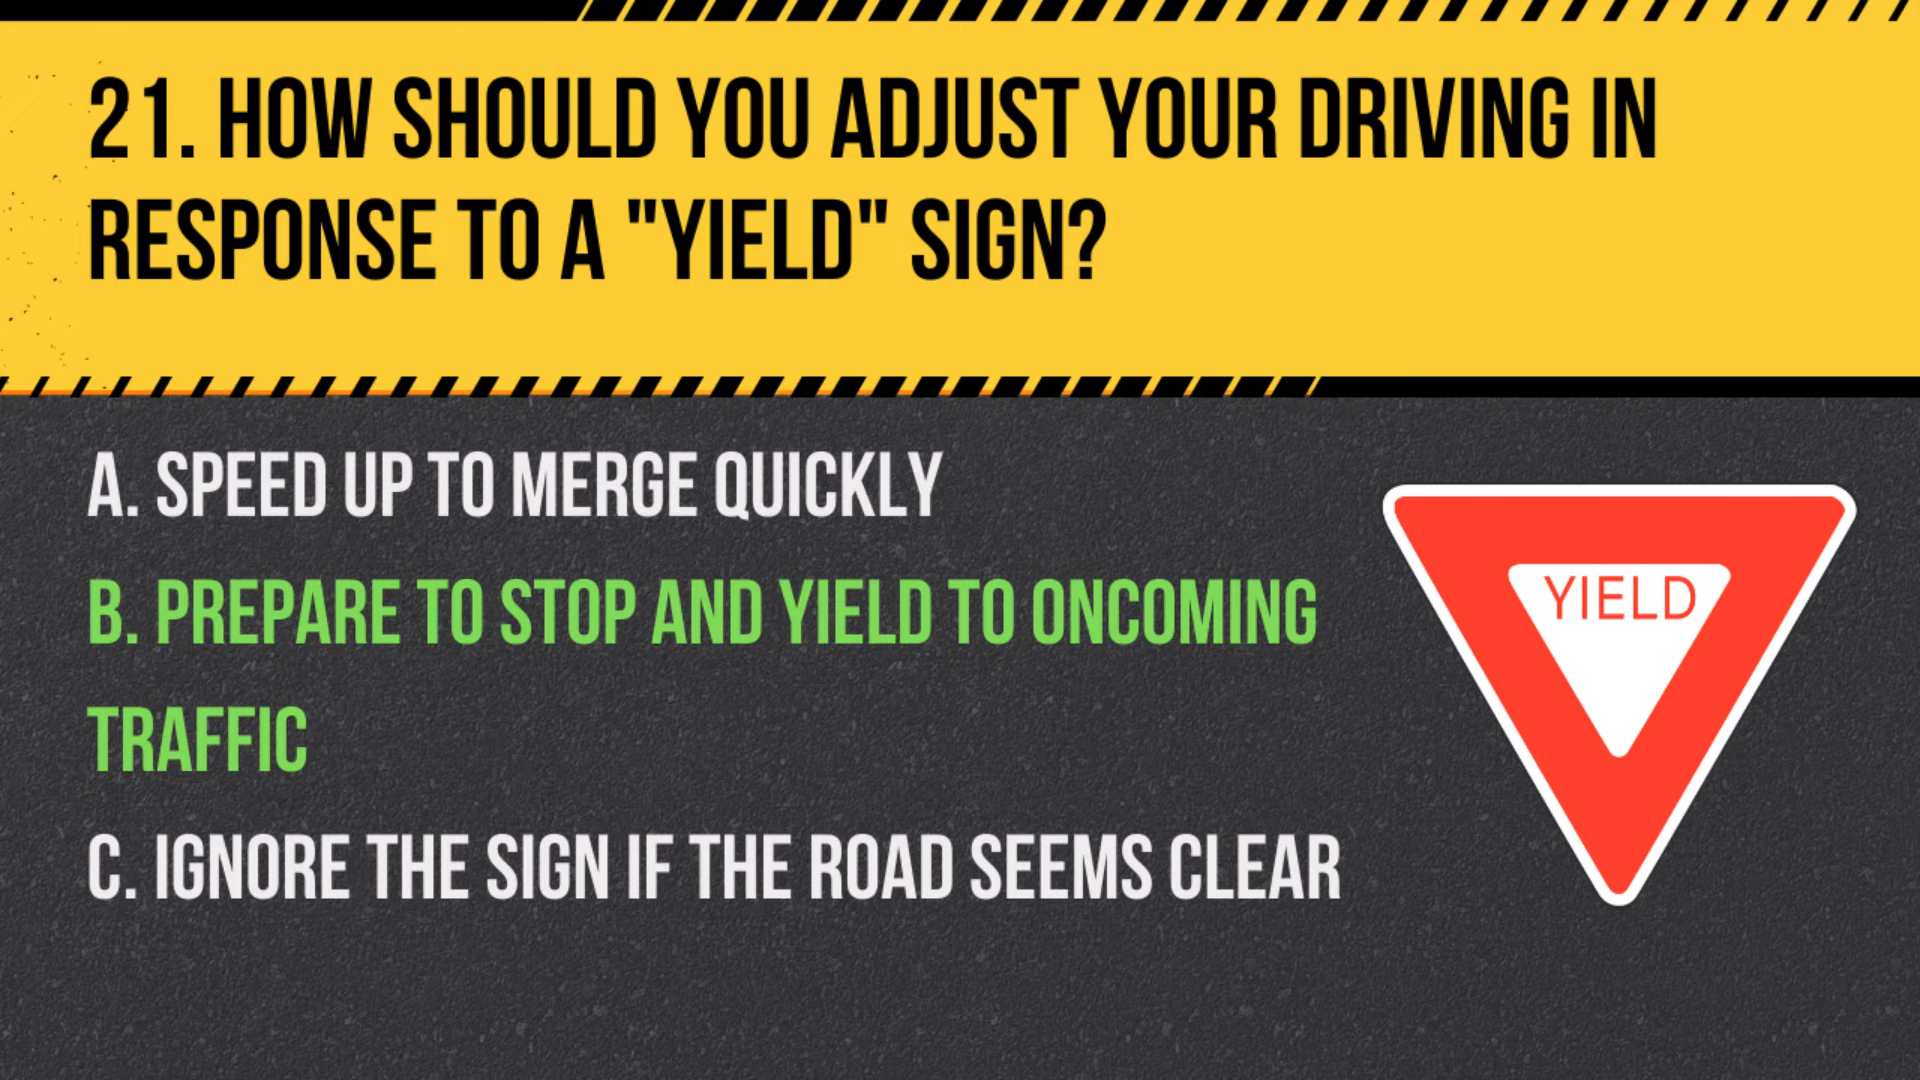 21. HOW SHOULD YOU ADJUST YOUR DRIVING IN
RESPONSE TO A "YIELD" SIGN?
A. SPEED UP TO MERGE QUICKLY
B. PREPARE TO STOP AND YIELD TO ONCOMING
TRAFFIC
C. IGNORE THE SIGN IF THE ROAD SEEMS CLEAR
YIELD